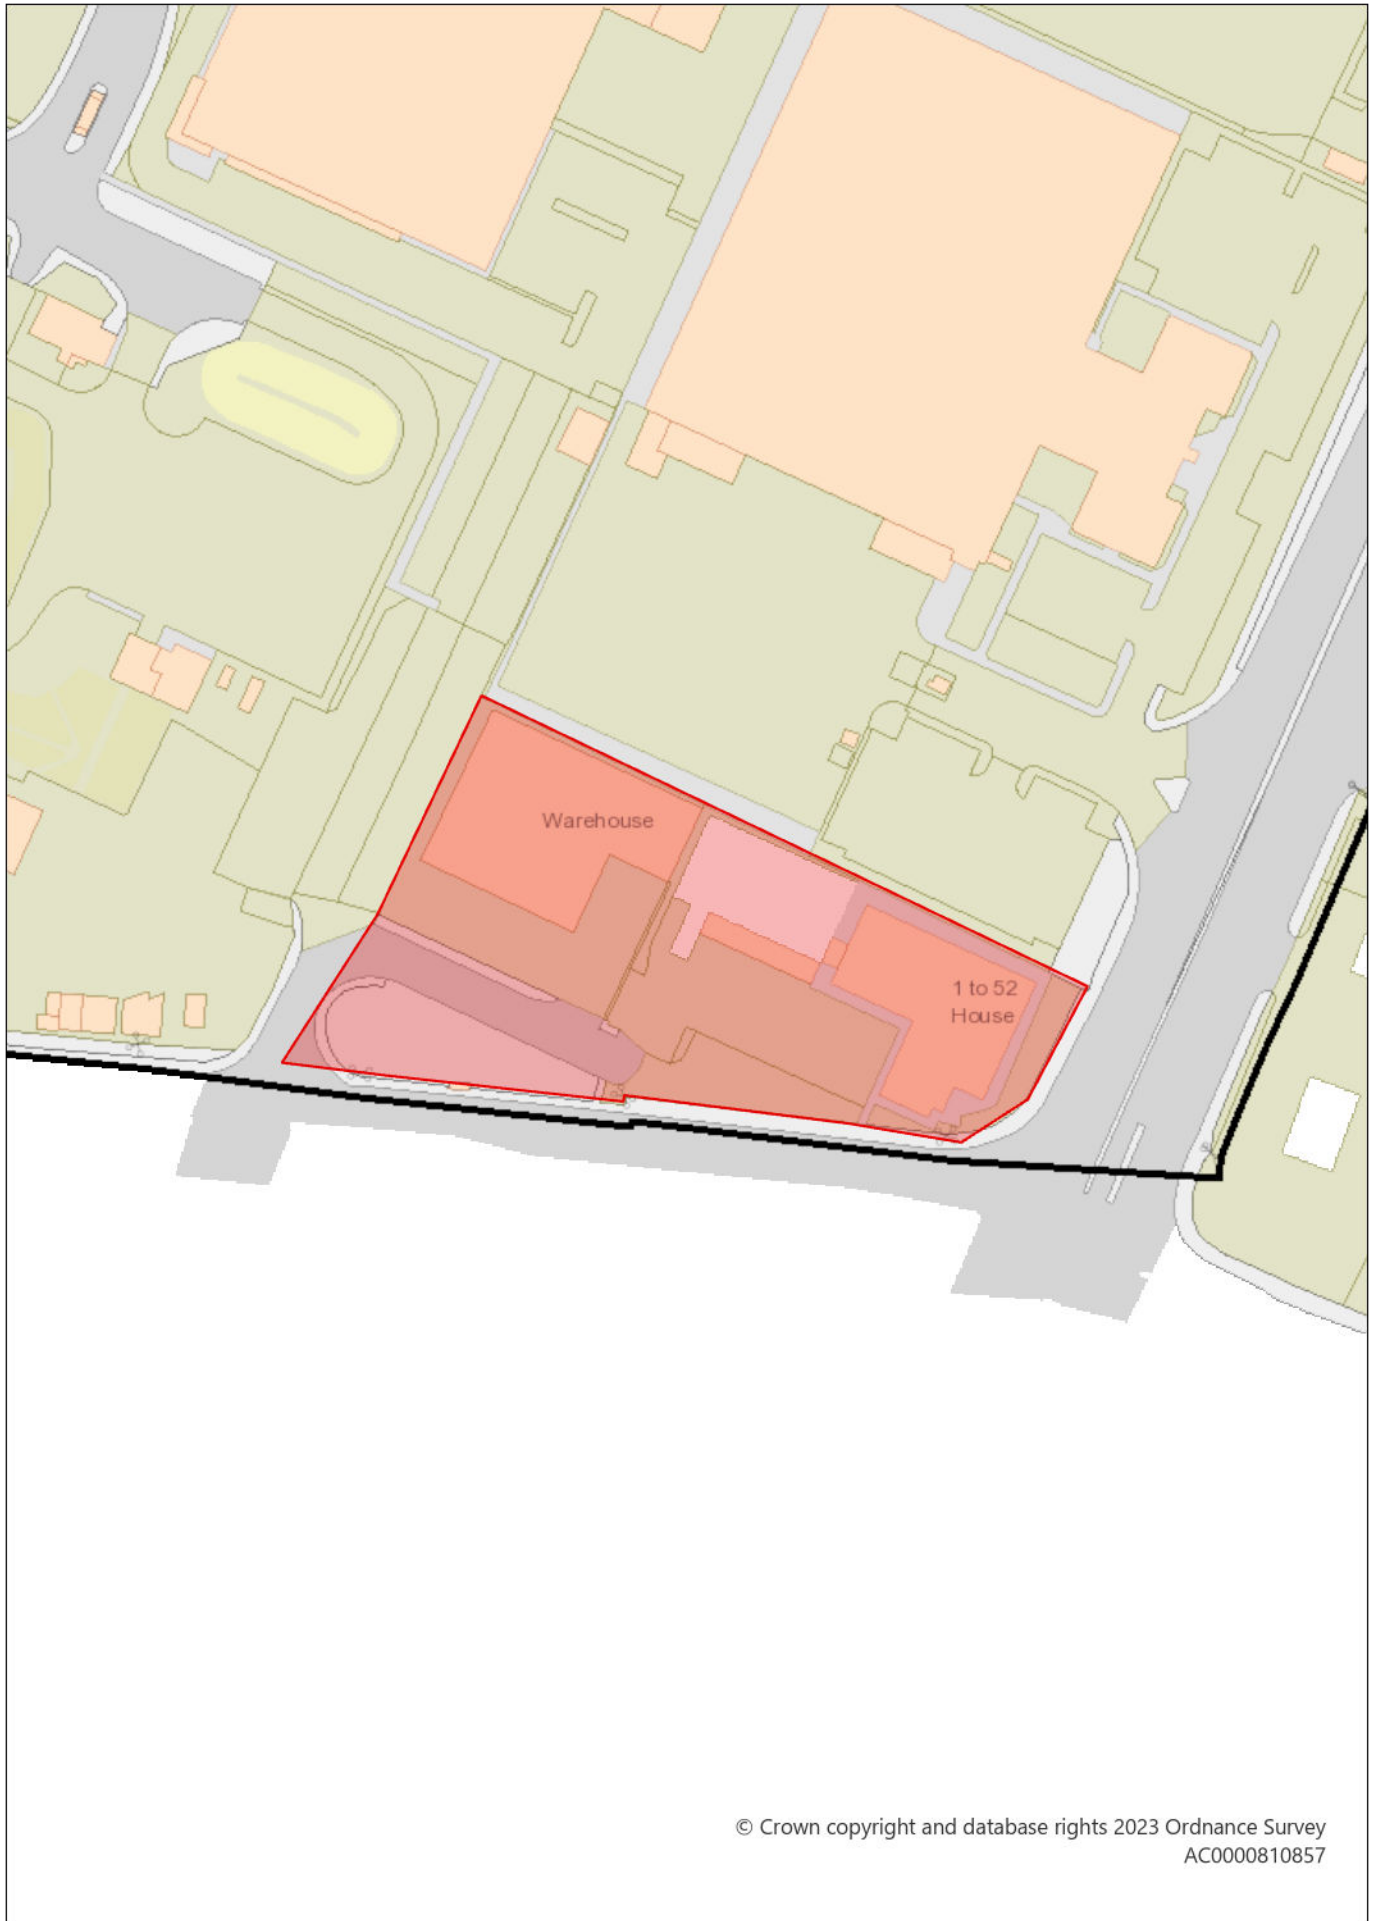 Warehouse
1 to 52
House
© Crown copyright and database rights 2023 Ordnance Survey
AC0000810857